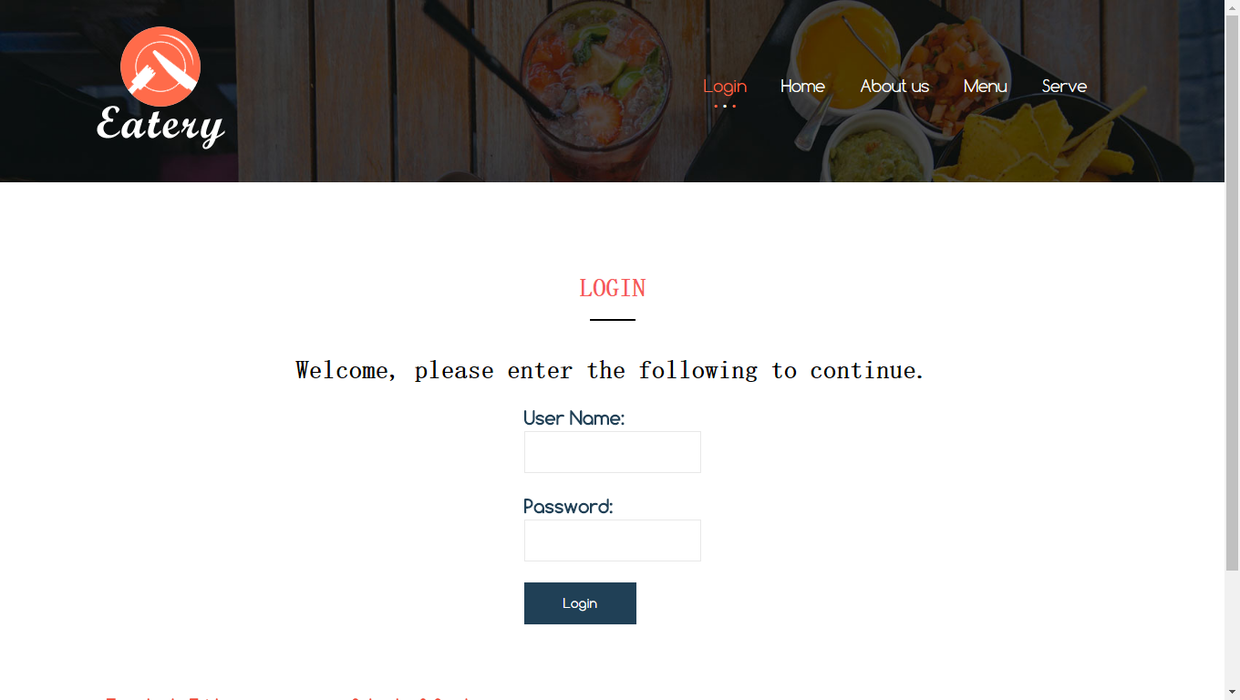 Eatery
Login Home About us Menu Serve
LOGIN
Welcome, please enter the following to continue.
User Name:
Password:
Login